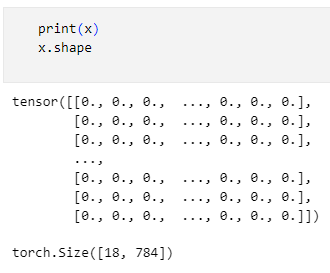 print(x)
x.shape
tensor([[0., 0., 0.,  ..., 0., 0., 0.],
        [0., 0., 0.,  ..., 0., 0., 0.],
        [0., 0., 0.,  ..., 0., 0., 0.],
        ...,
        [0., 0., 0.,  ..., 0., 0., 0.],
        [0., 0., 0.,  ..., 0., 0., 0.],
        [0., 0., 0.,  ..., 0., 0., 0.]])
torch.Size([18, 784])